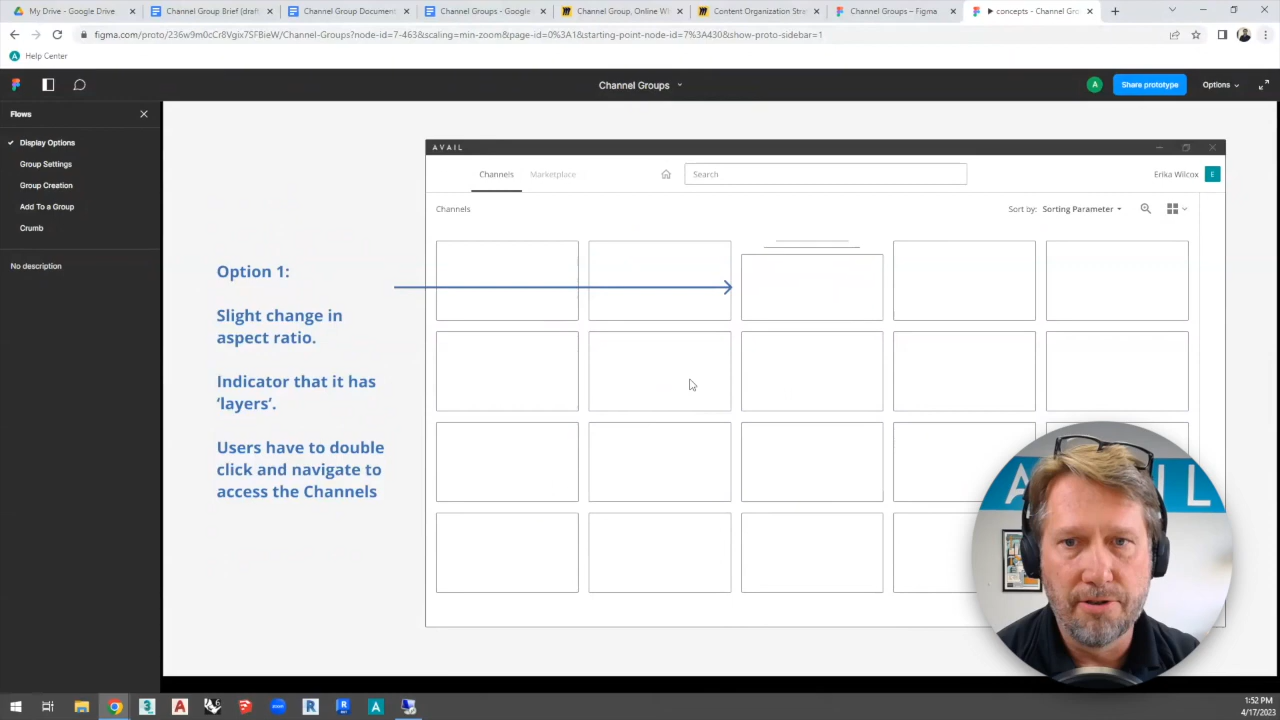 My Drive - Google Drive
Channel Group Brief (draft
Channel Group Document
Channel Groups - Google
Channel Group, Online W
Content Organization Stre
Channel Groups – Figma
concepts - Channel Gro
figma.com/proto/236w9m0cCr8Vgix7SFBieW/Channel-Groups?node-id=7-463&scaling=min-zoom&page-id=0%3A1&starting-point-node-id=7%3A430&show-proto-sidebar=1
A Help Center
Channel Groups
A
Share prototype
Options
Flows
Display Options
Group Settings
Group Creation
Add To a Group
Crumb
No description
Option 1:
Slight change in
aspect ratio.
Indicator that it has
‘layers’.
Users have to double
click and navigate to
access the Channels
AVAIL
Channels
Marketplace
Search
Erika Wilcox
E
Channels
Sort by: Sorting Parameter
A
I L
1:52 PM
4/17/2023